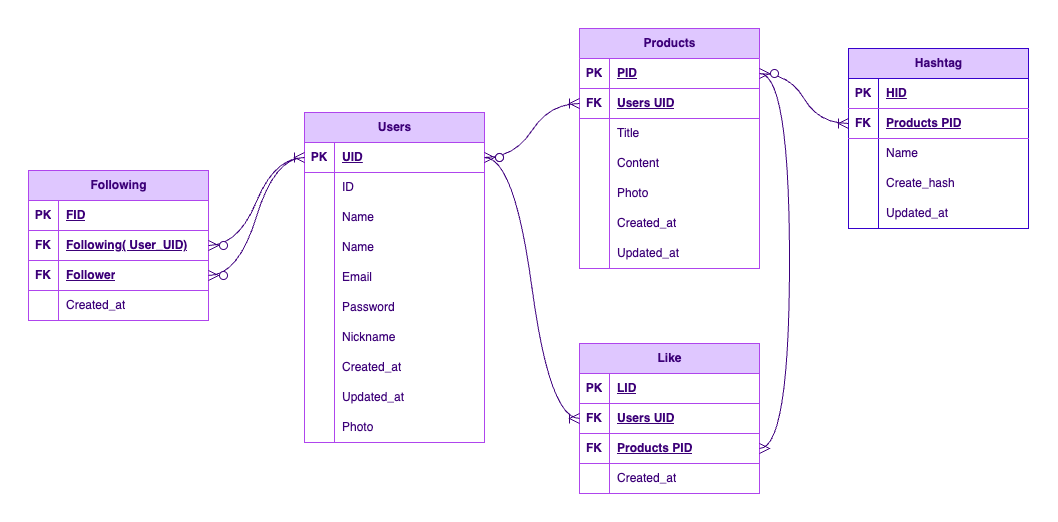 Following
PK FID
FK Following( User_UID)
FK Follower
Created_at
Users
PK UID
ID
Name
Name
Email
Password
Nickname
Created_at
Updated_at
Photo
Products
PK PID
FK Users UID
Title
Content
Photo
Created_at
Updated_at
Like
PK LID
FK Users UID
FK Products PID
Created_at
Hashtag
PK HID
FK Products PID
Name
Create_hash
Updated_at